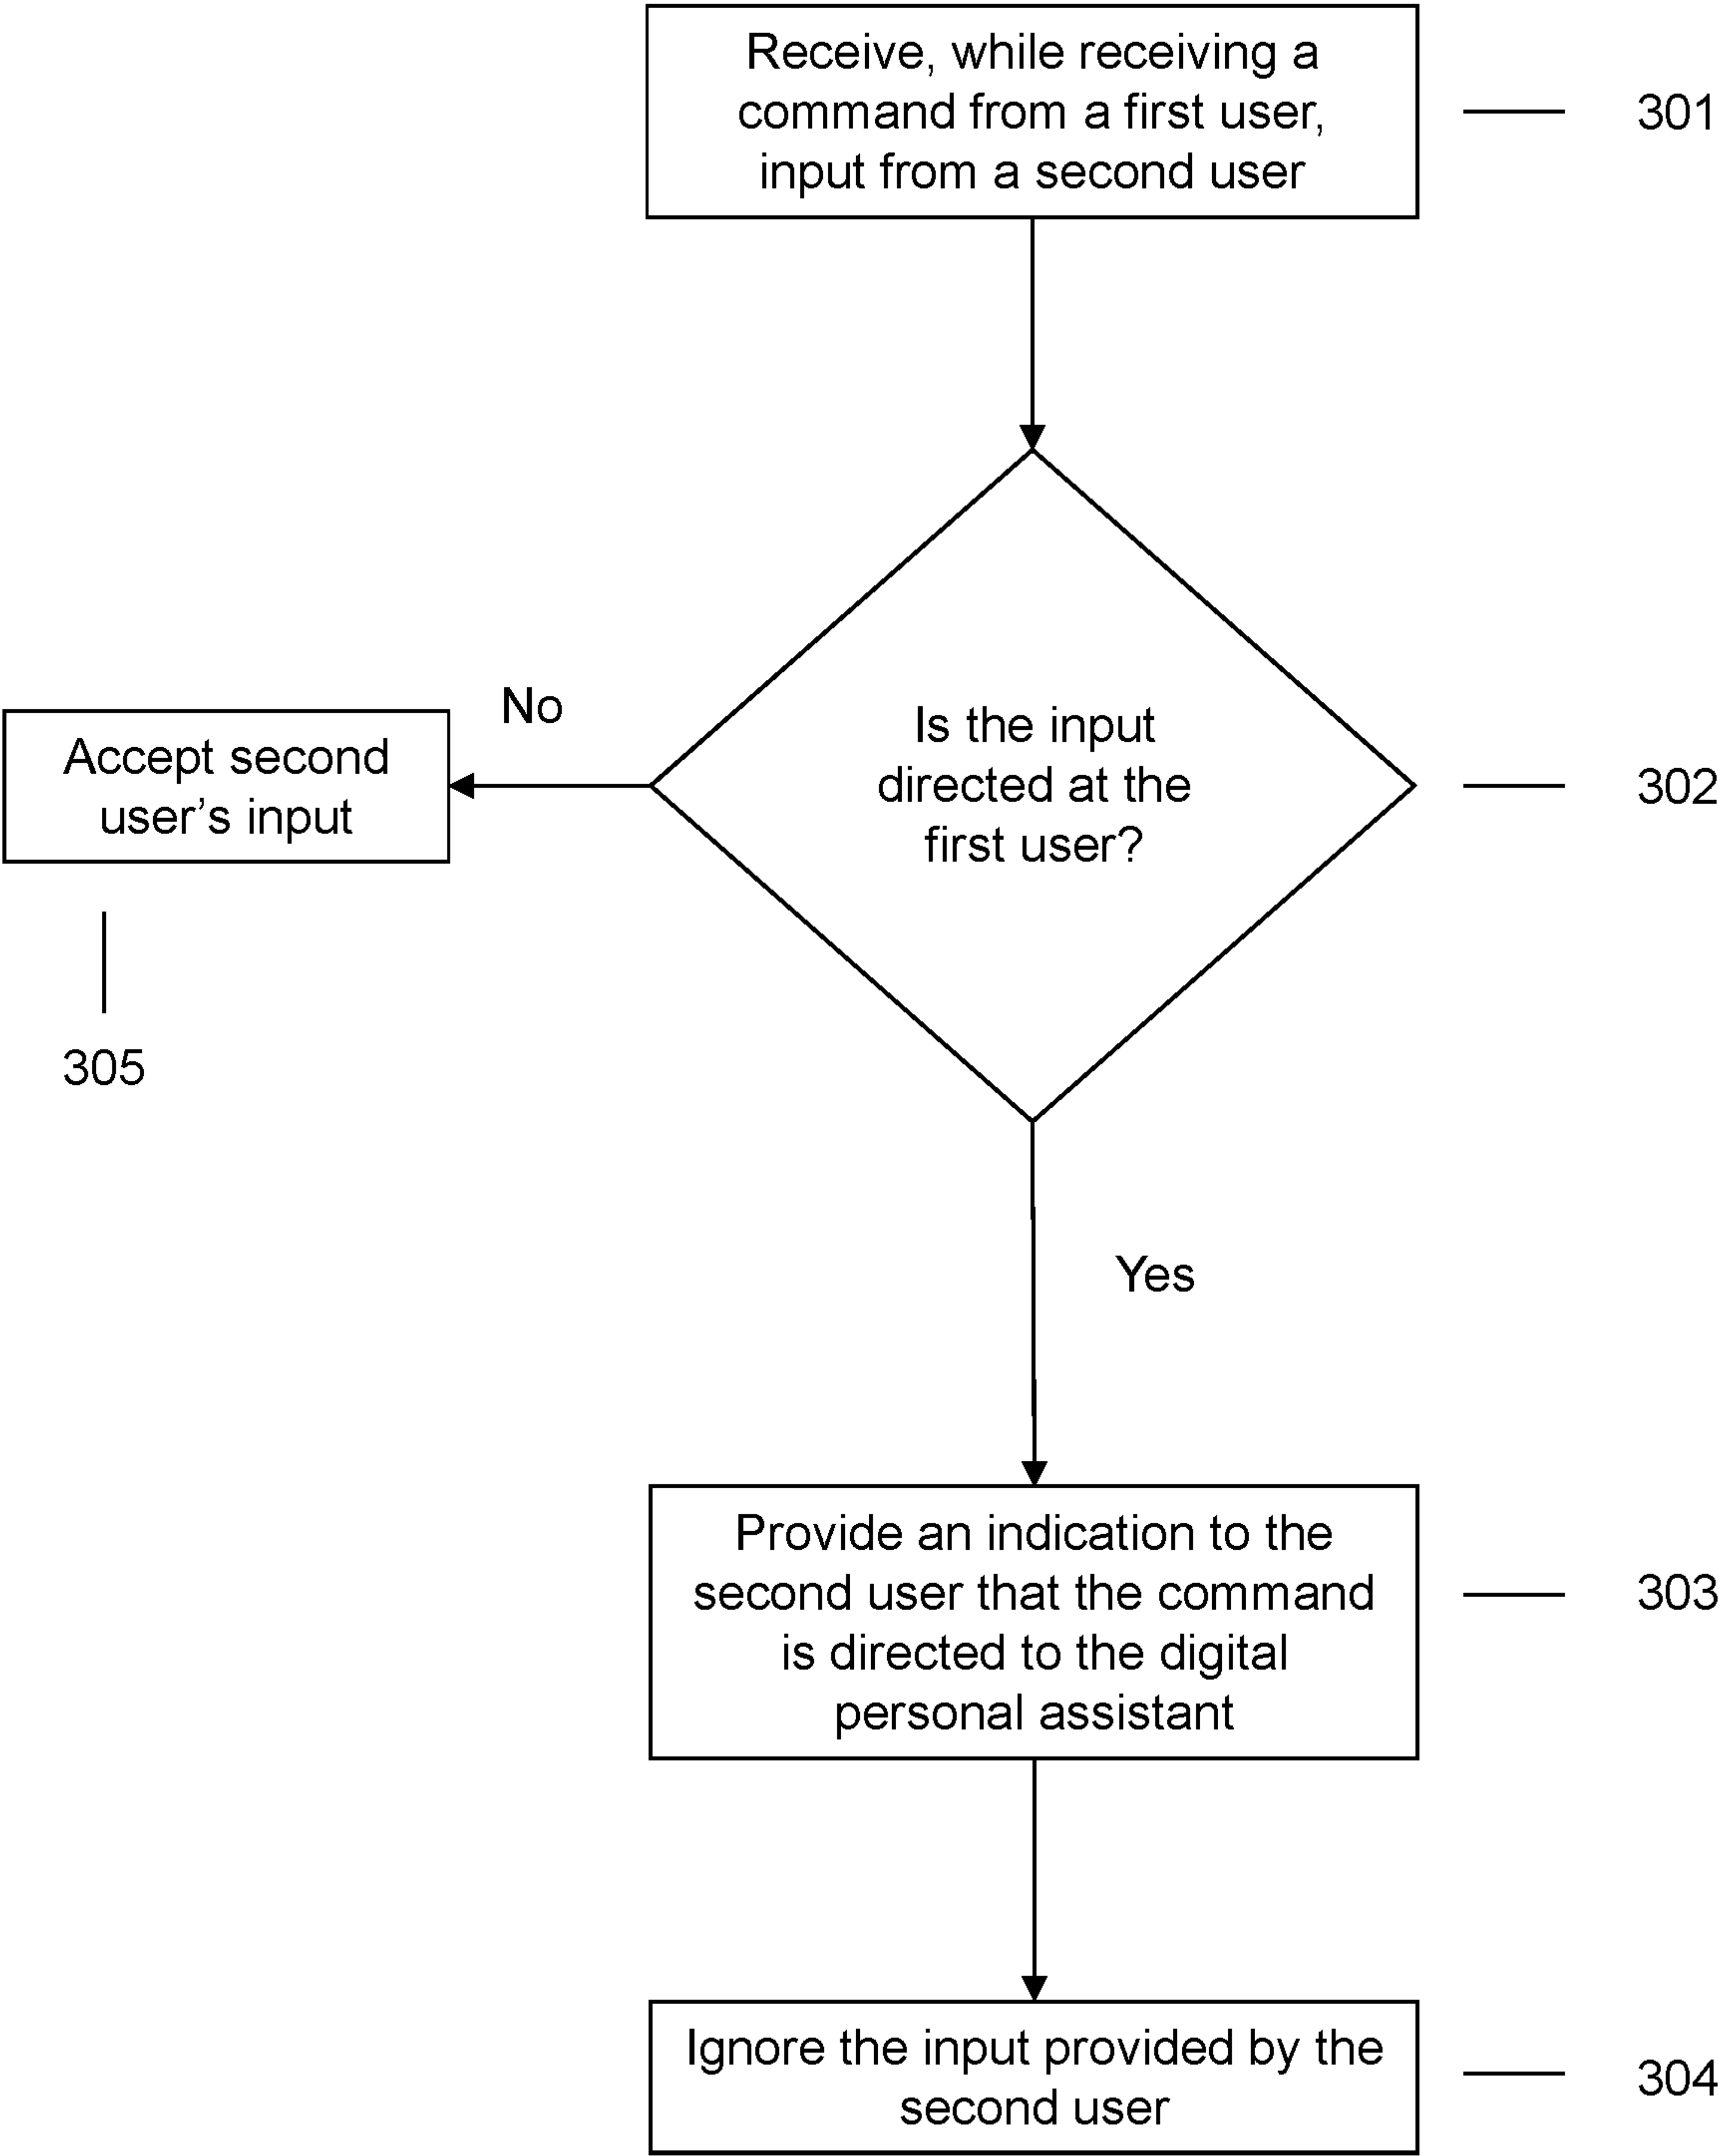 Receive, while receiving a
command from a first user,
input from a second user
301
No
Accept second
user's input
305
Is the input
directed at the
first user?
302
Yes
Provide an indication to the
second user that the command
is directed to the digital
personal assistant
303
Ignore the input provided by the
second user
304